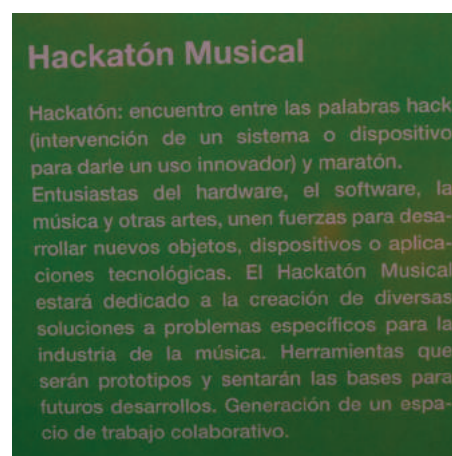 Hackatón Musical
Hackatón: encuentro entre las palabras hack
(intervención de un sistema o dispositivo
para darle un uso innovador) y maratón.
Entusiastas del hardware, el software, la
música y otras artes, unen fuerzas para desa-
rrollar nuevos objetos, dispositivos o aplica-
ciones tecnológicas. El Hackatón Musical
estará dedicado a la creación de diversas
soluciones a problemas específicos para la
industria de la música. Herramientas que
serán prototipos y sentarán las bases para
futuros desarrollos. Generación de un espa-
cio de trabajo colaborativo.